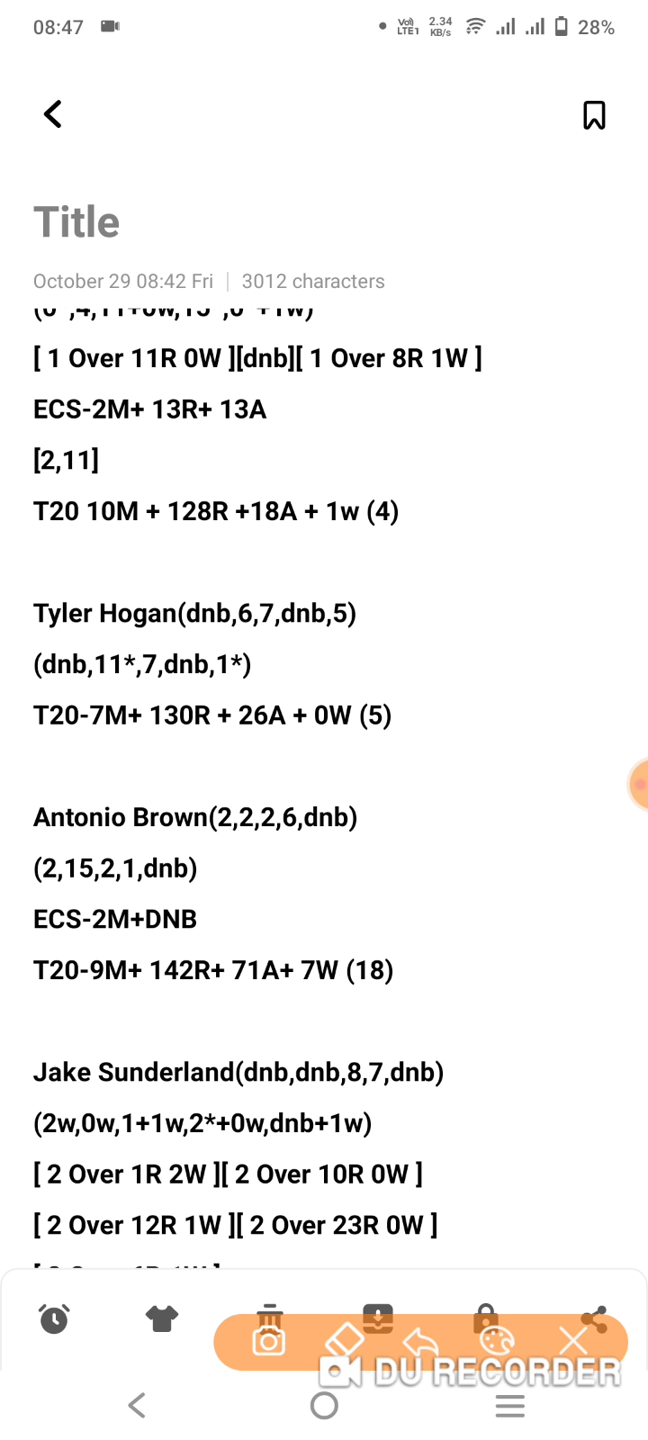 08:47
Vo)
LTE1
2.34
KB/s
28%
Title
October 29 08:42 Fri | 3012 characters
[ 1 Over 11R 0W ][dnb][ 1 Over 8R 1W ]
ECS-2M+ 13R+ 13A
[2,11]
T20 10M + 128R +18A + 1w (4)
Tyler Hogan(dnb,6,7,dnb,5)
(dnb,11*,7,dnb,1*)
T20-7M+ 130R + 26A + 0W (5)
Antonio Brown(2,2,2,6,dnb)
(2,15,2,1,dnb)
ECS-2M+DNB
T20-9M+ 142R+ 71A+ 7W (18)
Jake Sunderland(dnb,dnb,8,7,dnb)
(2w,0w,1+1w,2*+0w,dnb+1w)
[ 2 Over 1R 2W ][ 2 Over 10R 0W ]
[ 2 Over 12R 1W ][ 2 Over 23R 0W ]
DU RECORDER